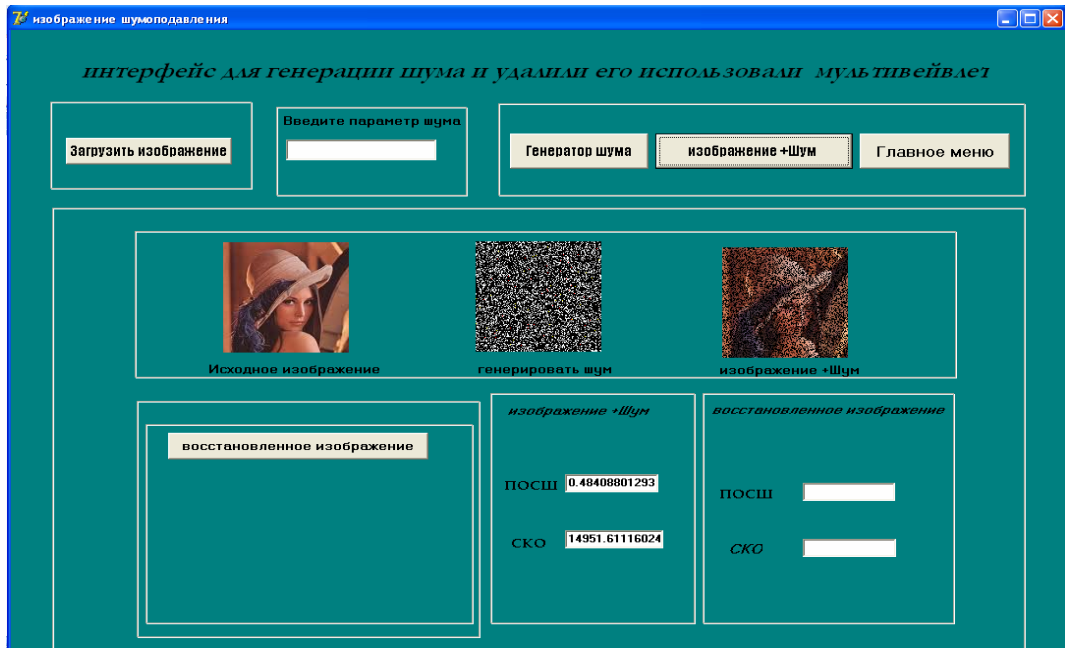 изображение шумоподавления
интерфейс для генерации шума и удалили его использовали мультивейвлет
Загрузить изображение
Введите параметр шума
Генератор шума
изображение +Шум
Главное меню
Исходное изображение
генерировать шум
изображение +Шум
восстановленное изображение
изображение +Шум
ПОСШ 0.48408801293
СКО 14951.61116024
восстановленное изображение
ПОСШ
СКО